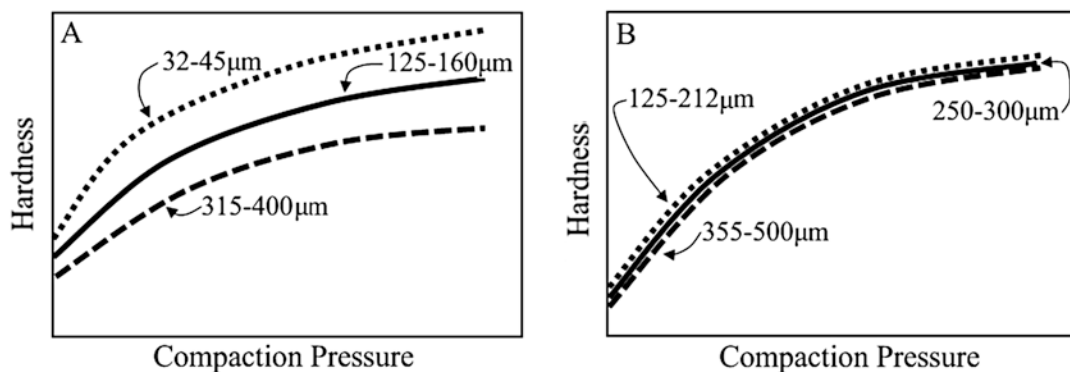 A
32-45μm
125-160μm
315-400μm
Hardness
Compaction Pressure
B
125-212μm
250-300μm
355-500μm
Hardness
Compaction Pressure